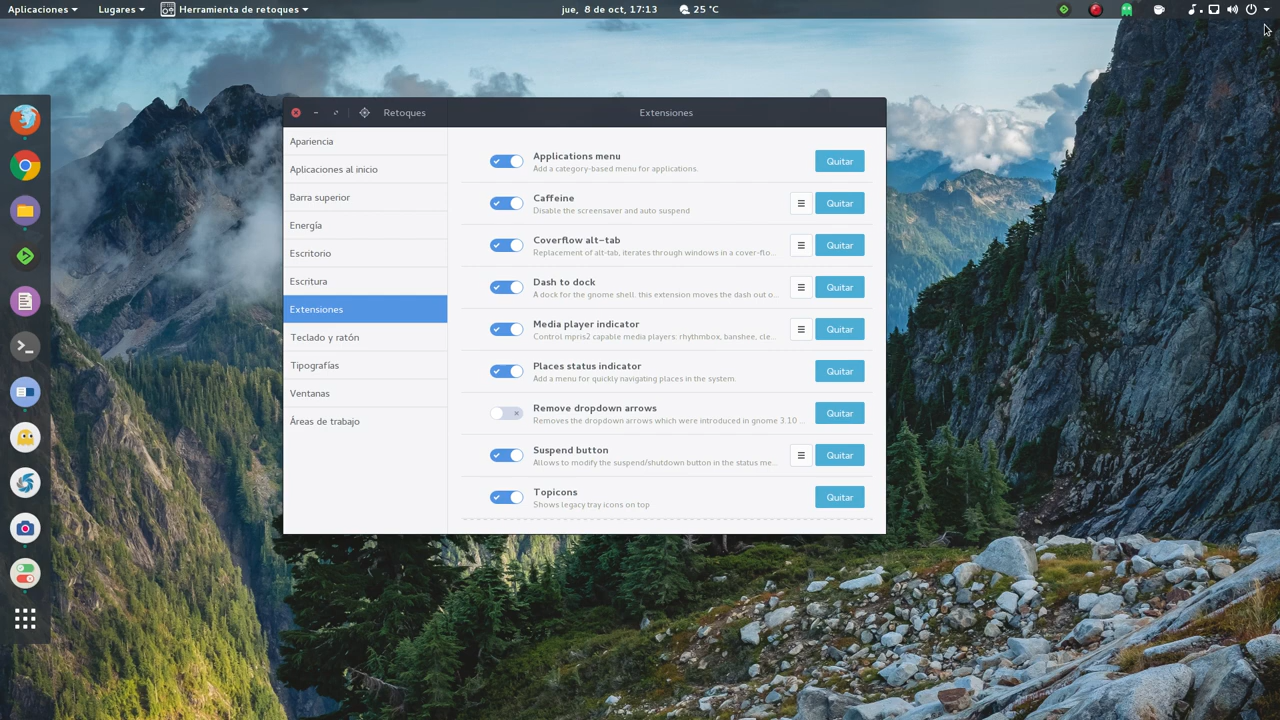 Aplicaciones Lugares Herramienta de retoques jue, 8 de oct, 17:13 25 °C
Retoques Extensiones
Apariencia
Aplicaciones al inicio
Barra superior
Energía
Escritorio
Escritura
Extensiones
Teclado y ratón
Tipografías
Ventanas
Áreas de trabajo
Applications menu
Add a category-based menu for applications.
Quitar
Caffeine
Disable the screensaver and auto suspend
Quitar
Coverflow alt-tab
Replacement of alt-tab, iterates through windows in a cover-flo...
Quitar
Dash to dock
A dock for the gnome shell. this extension moves the dash out o...
Quitar
Media player indicator
Control mpris2 capable media players: rhythmbox, banshee, cle...
Quitar
Places status indicator
Add a menu for quickly navigating places in the system.
Quitar
Remove dropdown arrows
Removes the dropdown arrows which were introduced in gnome 3.10 ...
Quitar
Suspend button
Allows to modify the suspend/shutdown button in the status me...
Quitar
Topicons
Shows legacy tray icons on top
Quitar